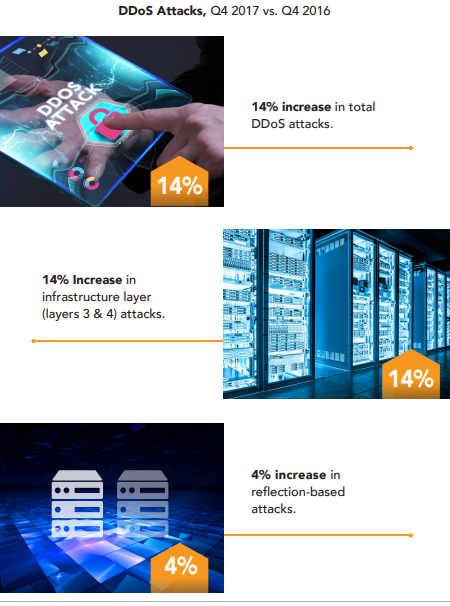 DDoS Attacks, Q4 2017 vs. Q4 2016
DDOS
ATTACK
14% increase in total
DDoS attacks.
14%
14% Increase in
infrastructure layer
(layers 3 & 4) attacks.
14%
4% increase in
reflection-based
attacks.
4%